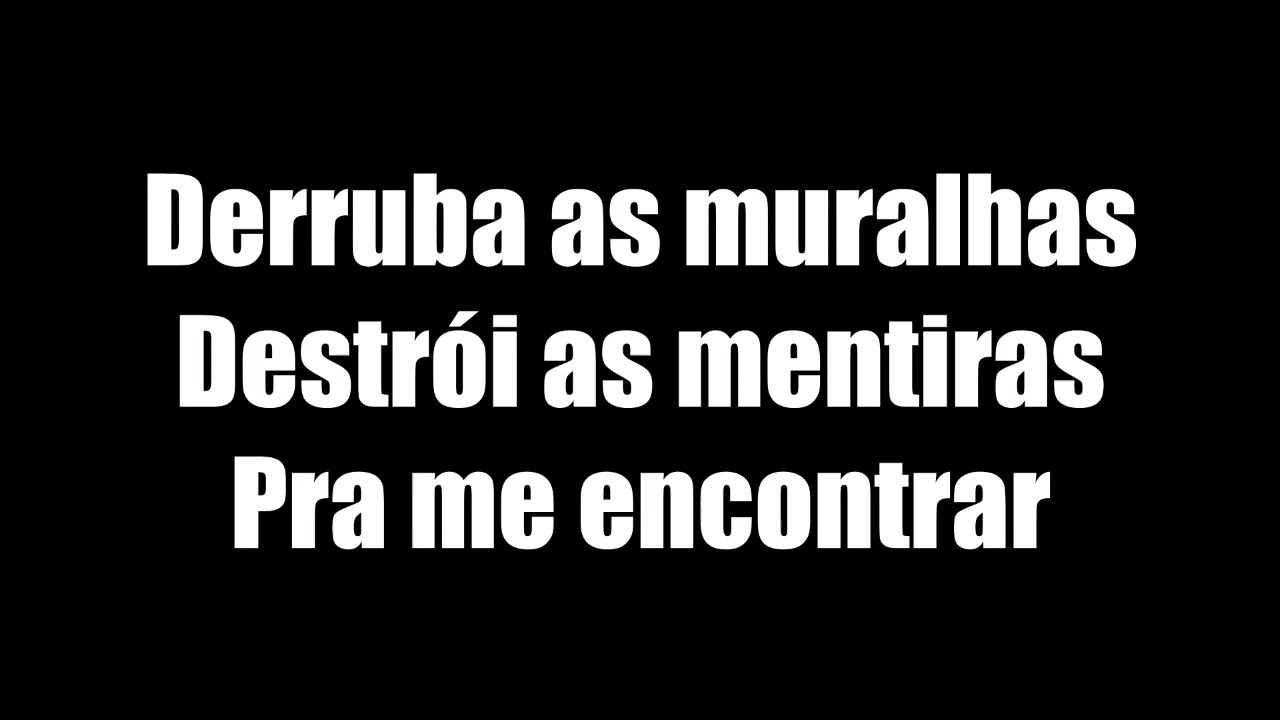 Derruba as muralhas
Destrói as mentiras
Pra me encontrar